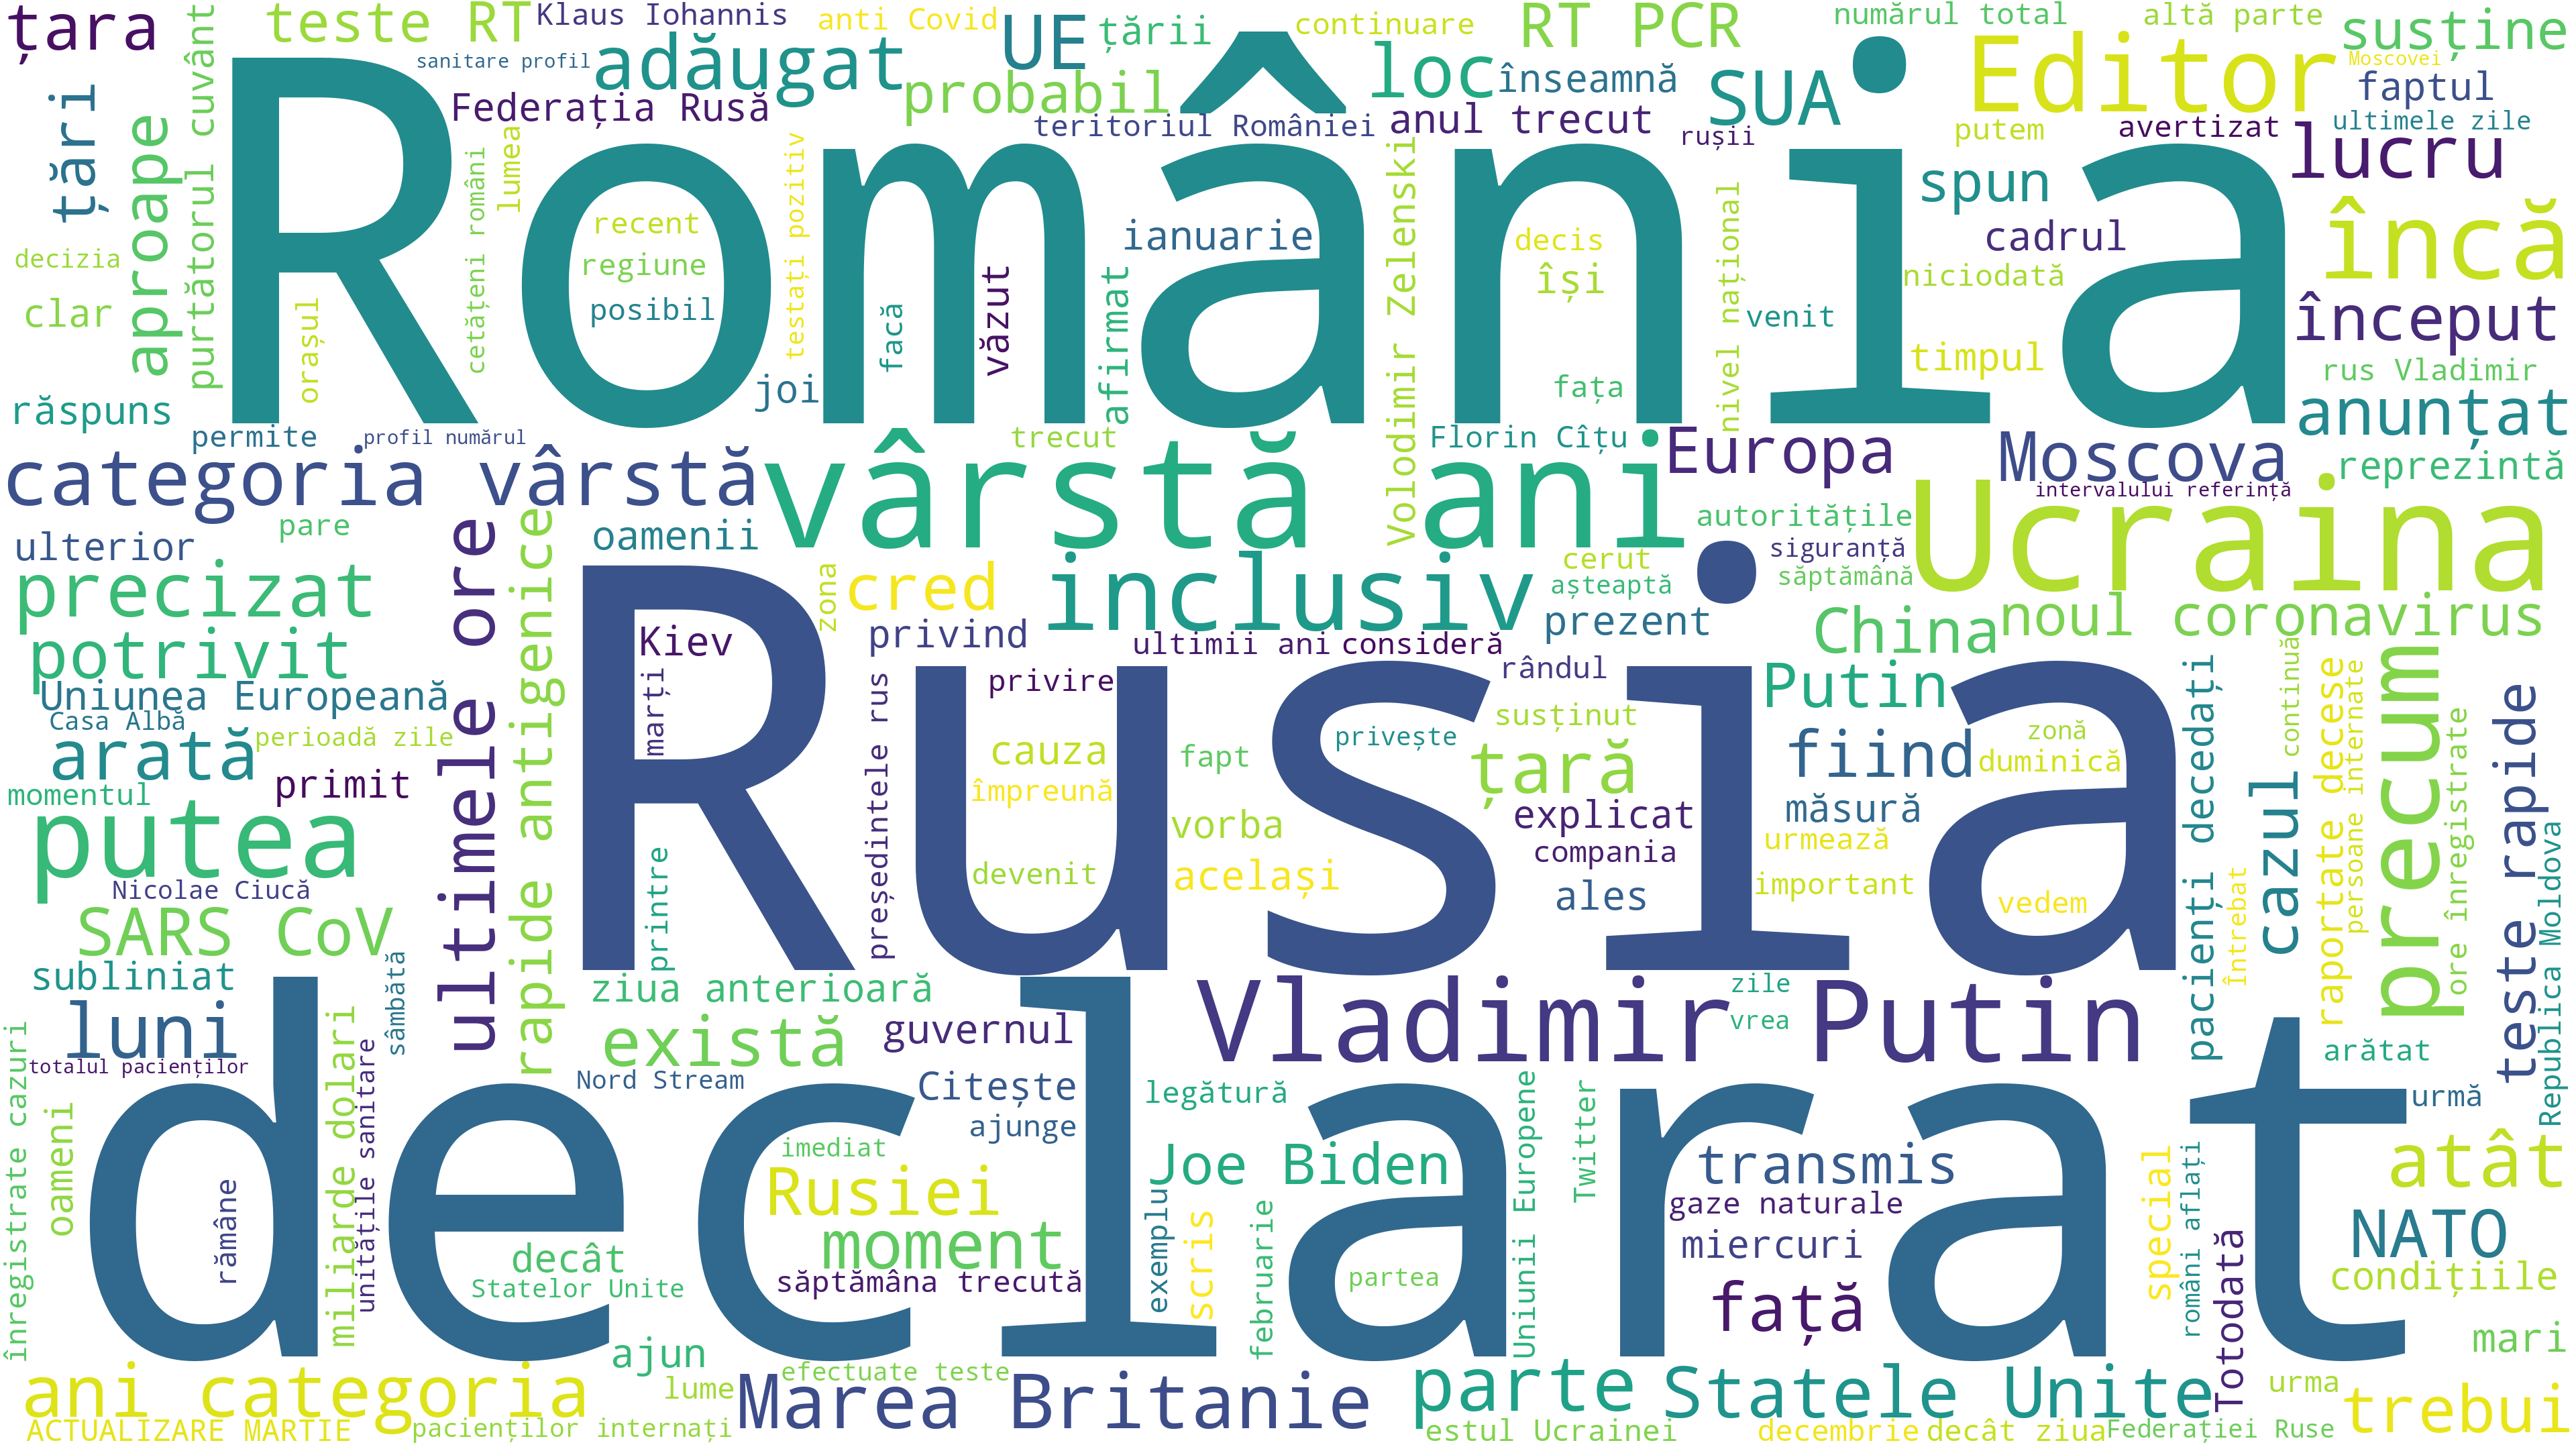 țara
teste RT
Klaus Iohannis
anti Covid
UE
țării
continuare
RT PCR
numărul total
altă parte
susține
sanitare profil
adăugat
probabil
loc
înseamnă
SUA
Editor
Moscovei
faptul
țări
aproape
purtătorul cuvânt
Federația Rusă
teritoriul României
anul trecut
rușii
putem
avertizat
ultimele zile
lucru
România
cetățeni români
lumea
recent
regiune
posibil
testați pozitiv
ianuarie
văzut
facă
afirmat
Volodimir Zelenski
decis
își
nivel național
spun
cadrul
niciodată
venit
timpul
încă
început
decizia
clar
orașul
joi
fața
rus Vladimir
răspuns
permite
profil numărul
trecut
Florin Cîțu
Europa
Moscova
anunțat
reprezintă
categoria vârstă
vârstă ani
intervalului referință
Ucraina
pare
ulterior
ultimele ore
rapide antigenice
oamenii
autoritățile
siguranță
săptămână
cerut
așteaptă
precizat
zona
cred
inclusiv
prezent
China
noul coronavirus
potrivit
Kiev
privind
ultimii ani
consideră
rândul
Putin
Uniunea Europeană
Casa Albă
perioadă zile
marți
Rusia
președintele rus
privire
susținut
privește
cauza
fapt
țară
fiind
zonă
duminică
pacienți decedați
continuă
raportate decese
persoane internate
precum
ore înregistrate
teste rapide
arată
primit
momentul
împreună
vorba
explicat
măsură
urmează
compania
cazul
putea
Nicolae Ciucă
printre
devenit
același
ales
important
vedem
Întrebat
Republica Moldova
SARS CoV
subliniat
sâmbătă
ziua anterioară
Vladimir Putin
zile
vrea
luni
totalul pacienților
există
guvernul
arătat
înregistrate cazuri
oameni
miliarde dolari
unitățile sanitare
Nord Stream
Citește
ajunge
legătură
Uniunii Europene
Twitter
urmă
declarat
rămâne
imediat
Rusiei
Joe Biden
transmis
gaze naturale
miercuri
special
români aflați
atât
decât
Statelor Unite
moment
săptămâna trecută
exemplu
scris
februarie
partea
față
Totodată
NATO
condițiile
mari
ajun
ani categoria
lume
efectuate teste
Marea Britanie
parte
Statele Unite
urma
trebui
ACTUALIZARE MARTIE
pacienților internați
estul Ucrainei
decembrie
decât ziua
Federației Ruse